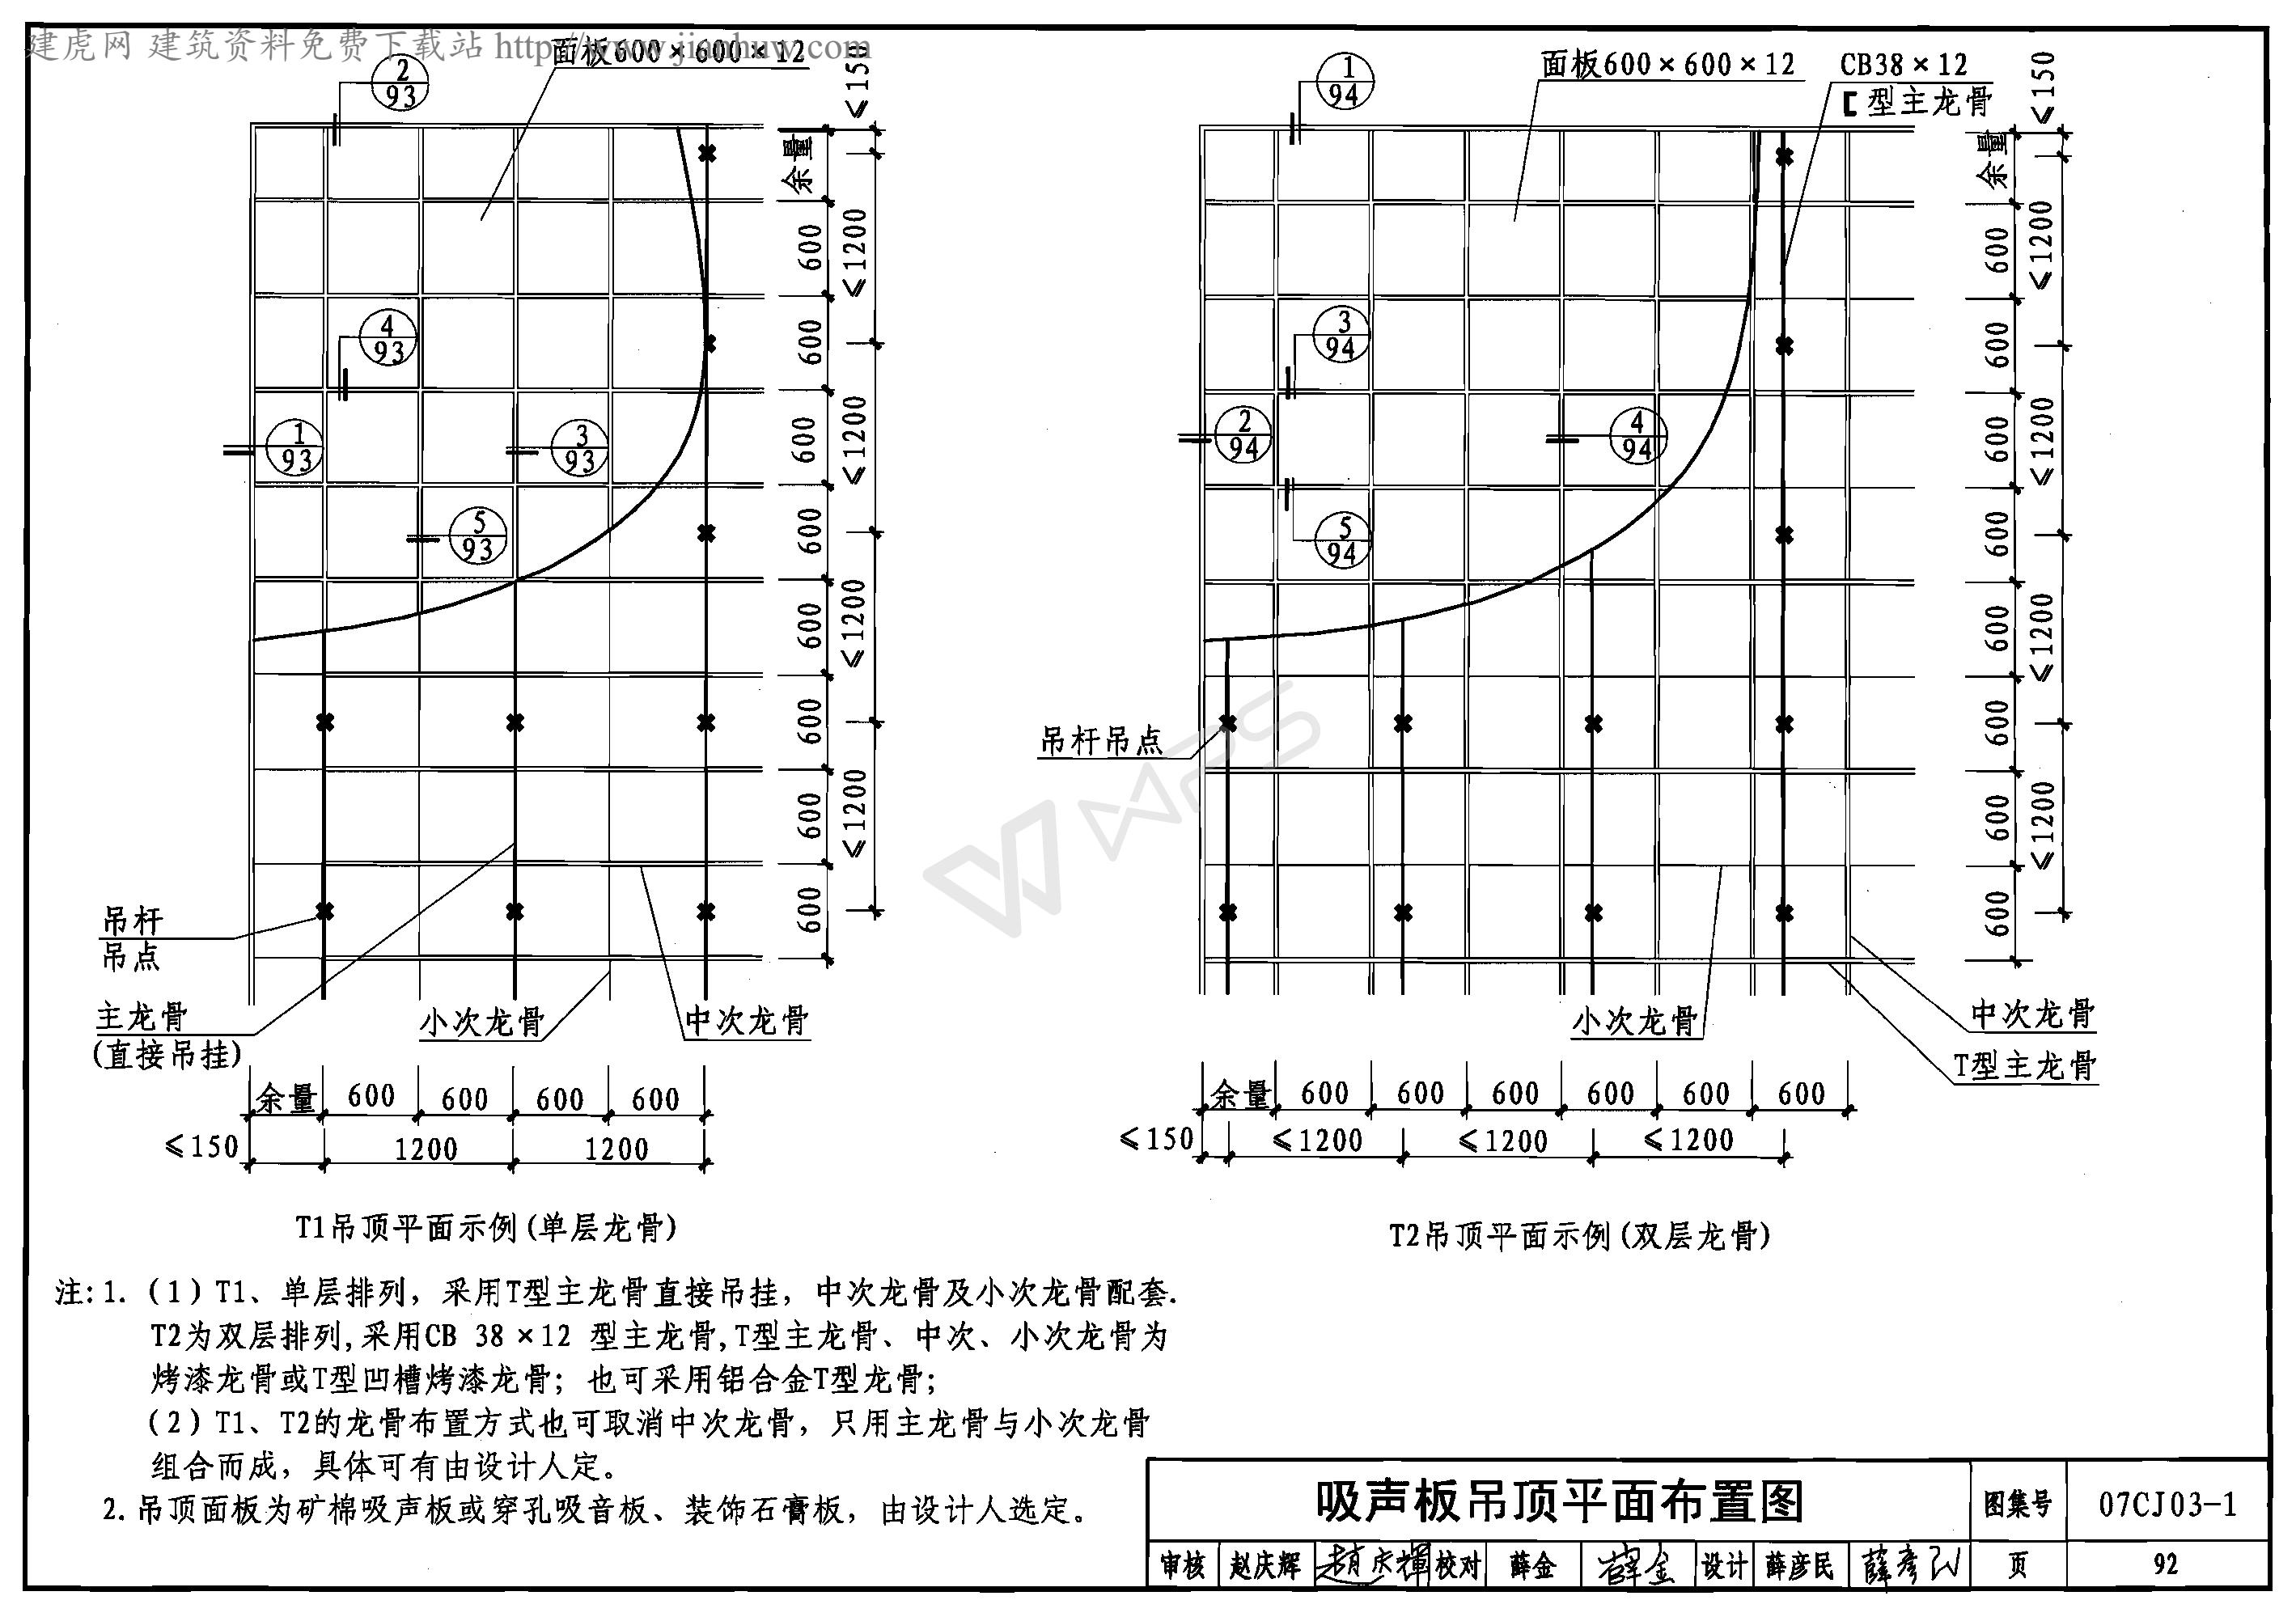 建虎网 建筑资料免费下载站 http://www.jianhuw.com
面板600×600×12
2
93
4
93
1
93
3
93
5
93
余量
600
600
600
600
600
600
600
600
≤150
≤1200
≤1200
≤1200
≤1200
吊杆
吊点
主龙骨
(直接吊挂)
小次龙骨
中次龙骨
余量 600 600 600 600
≤150 1200 1200
T1吊顶平面示例(单层龙骨)
面板600×600×12
CB38×12
[ 型主龙骨
1
94
3
94
2
94
4
94
5
94
余量
600
600
600
600
600
600
600
600
≤150
≤1200
≤1200
≤1200
≤1200
吊杆吊点
小次龙骨
中次龙骨
T型主龙骨
余量 600 600 600 600 600 600
≤150 ≤1200 ≤1200 ≤1200
T2吊顶平面示例(双层龙骨)
WPS
注:1.（1）T1、单层排列，采用T型主龙骨直接吊挂，中次龙骨及小次龙骨配套.
T2为双层排列,采用CB 38×12 型主龙骨,T型主龙骨、中次、小次龙骨为
烤漆龙骨或T型凹槽烤漆龙骨；也可采用铝合金T型龙骨；
（2）T1、T2的龙骨布置方式也可取消中次龙骨，只用主龙骨与小次龙骨
组合而成，具体可有由设计人定。
2.吊顶面板为矿棉吸声板或穿孔吸音板、装饰石膏板，由设计人选定。
吸声板吊顶平面布置图 图集号 07CJ03-1
审核 赵庆辉 趙庆輝 校对 薛金 薛金 设计 薛彦民 薛彦民 页 92